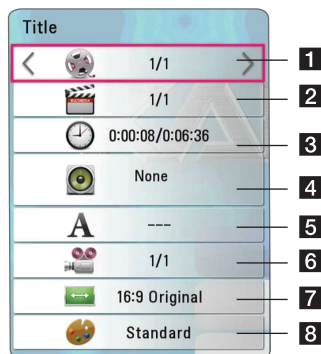 Title
1/1 1
1/1 2
0:00:08/0:06:36 3
None 4
A --- 5
1/1 6
16:9 Original 7
Standard 8